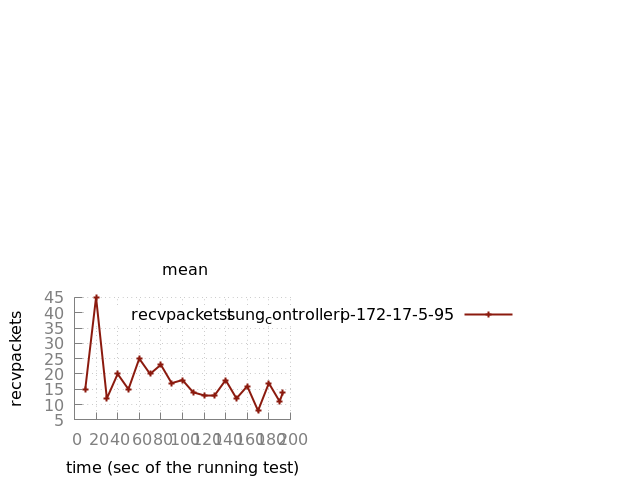 mean
45
40
35
30
25
20
15
10
5
recvpackets
recvpackets tsung_controller ip-172-17-5-95
0 20 40 60 80 100 120 140 160 180 200
time (sec of the running test)